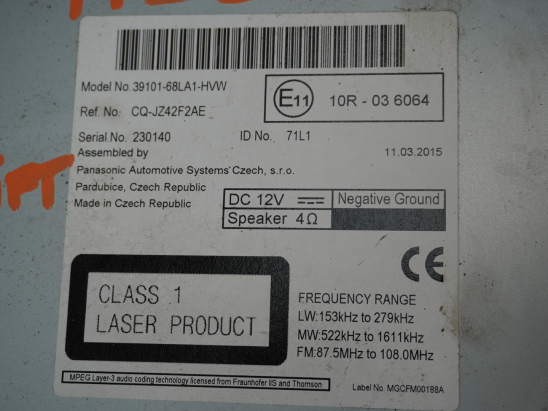 Model No. 39101-68LA1-HVW
Ref. No. CQ-JZ42F2AE
E11 10R - 03 6064
Serial No. 230140 ID No. 71L1
Assembled by 11.03.2015
Panasonic Automotive Systems Czech, s.r.o.
Pardubice, Czech Republic
Made in Czech Republic
DC 12V Negative Ground
Speaker 4Ω
CE
CLASS 1
LASER PRODUCT
FREQUENCY RANGE
LW: 153kHz to 279kHz
MW: 522kHz to 1611kHz
FM: 87.5MHz to 108.0MHz
MPEG Layer-3 audio coding technology licensed from Fraunhofer IIS and Thomson
Label No. MGCFM00188A